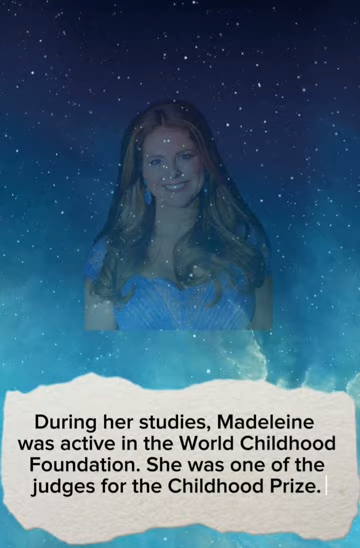 During her studies, Madeleine
was active in the World Childhood
Foundation. She was one of the
judges for the Childhood Prize.